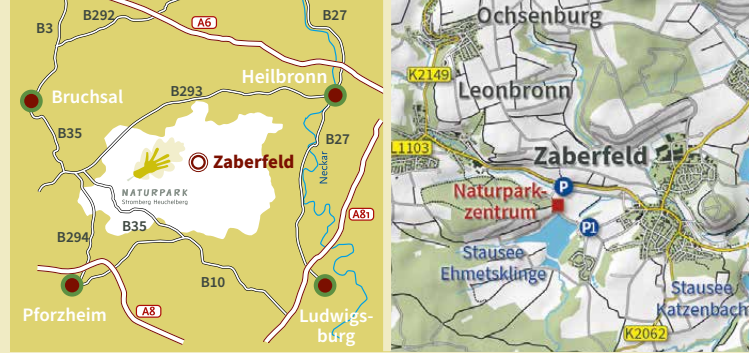 B3
B292
A6
B27
Heilbronn
Bruchsal
B293
B35
B27
Neckar
Zaberfeld
NATURPARK
Stromberg Heuchelberg
A81
B35
B294
B10
Pforzheim
A8
Ludwigs-
burg
Ochsenburg
K2149
Leonbronn
L1103
Zaberfeld
P
Naturpark-
zentrum
P1
Stausee
Ehmetsklinge
Stausee
Katzenbach
K2062